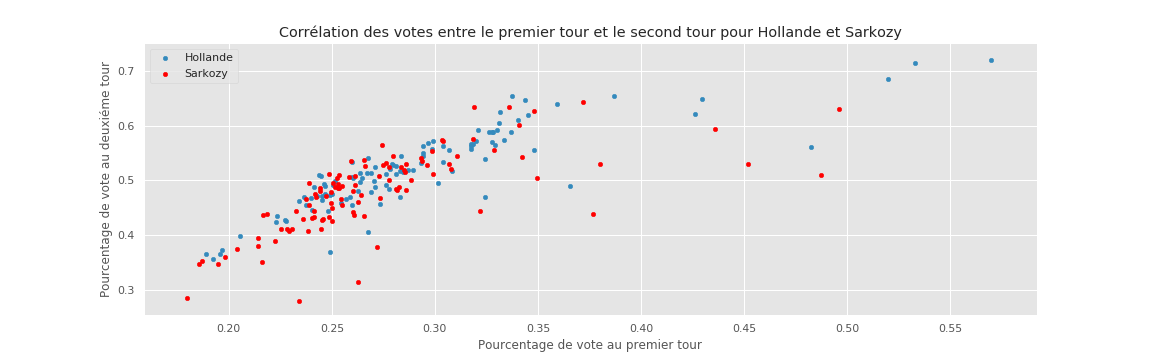 Corrélation des votes entre le premier tour et le second tour pour Hollande et Sarkozy
Hollande
Sarkozy
Pourcentage de vote au deuxiéme tour
0.7
0.6
0.5
0.4
0.3
0.20 0.25 0.30 0.35 0.40 0.45 0.50 0.55
Pourcentage de vote au premier tour